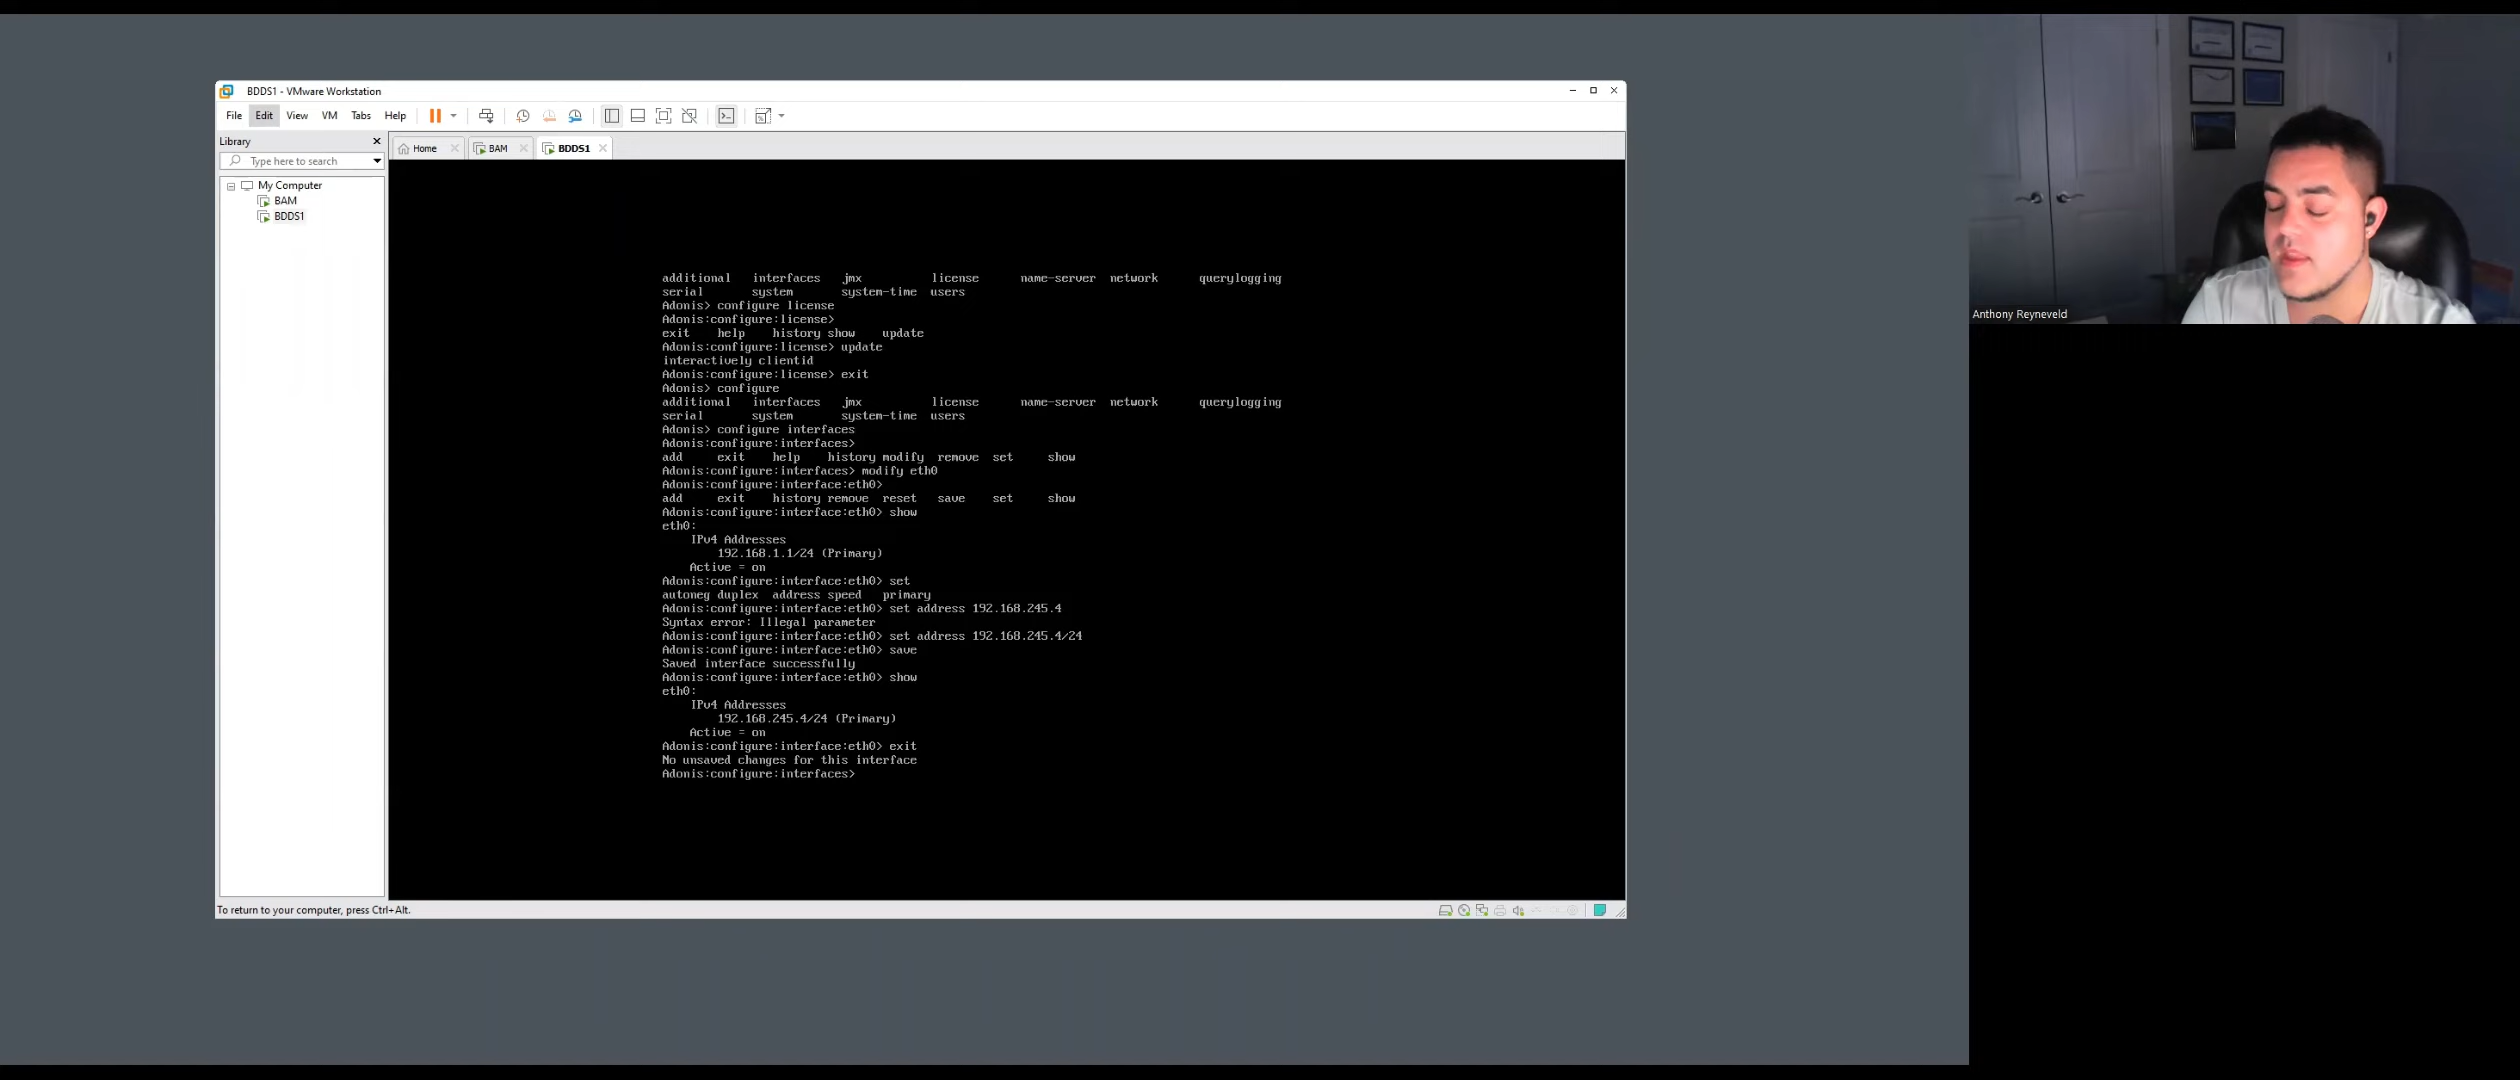 BDDS1 - VMware Workstation
File Edit View VM Tabs Help
Library
Type here to search
My Computer
BAM
BDDS1
Home BAM BDDS1
additional interfaces jmx license name-server network querylogging
serial system system-time users
Adonis> configure license
Adonis:configure:license>
exit help history show update
Adonis:configure:license> update
interactively clientid
Adonis:configure:license> exit
Adonis> configure
additional interfaces jmx license name-server network querylogging
serial system system-time users
Adonis> configure interfaces
Adonis:configure:interfaces>
add exit help history modify remove set show
Adonis:configure:interfaces> modify eth0
Adonis:configure:interface:eth0>
add exit history remove reset save set show
Adonis:configure:interface:eth0> show
eth0:
IPv4 Addresses
192.168.1.1/24 (Primary)
Active = on
Adonis:configure:interface:eth0> set
autoneg duplex address speed primary
Adonis:configure:interface:eth0> set address 192.168.245.4
Syntax error: Illegal parameter
Adonis:configure:interface:eth0> set address 192.168.245.4/24
Adonis:configure:interface:eth0> save
Saved interface successfully
Adonis:configure:interface:eth0> show
eth0:
IPv4 Addresses
192.168.245.4/24 (Primary)
Active = on
Adonis:configure:interface:eth0> exit
No unsaved changes for this interface
Adonis:configure:interfaces>
To return to your computer, press Ctrl+Alt.
Anthony Reyneveld